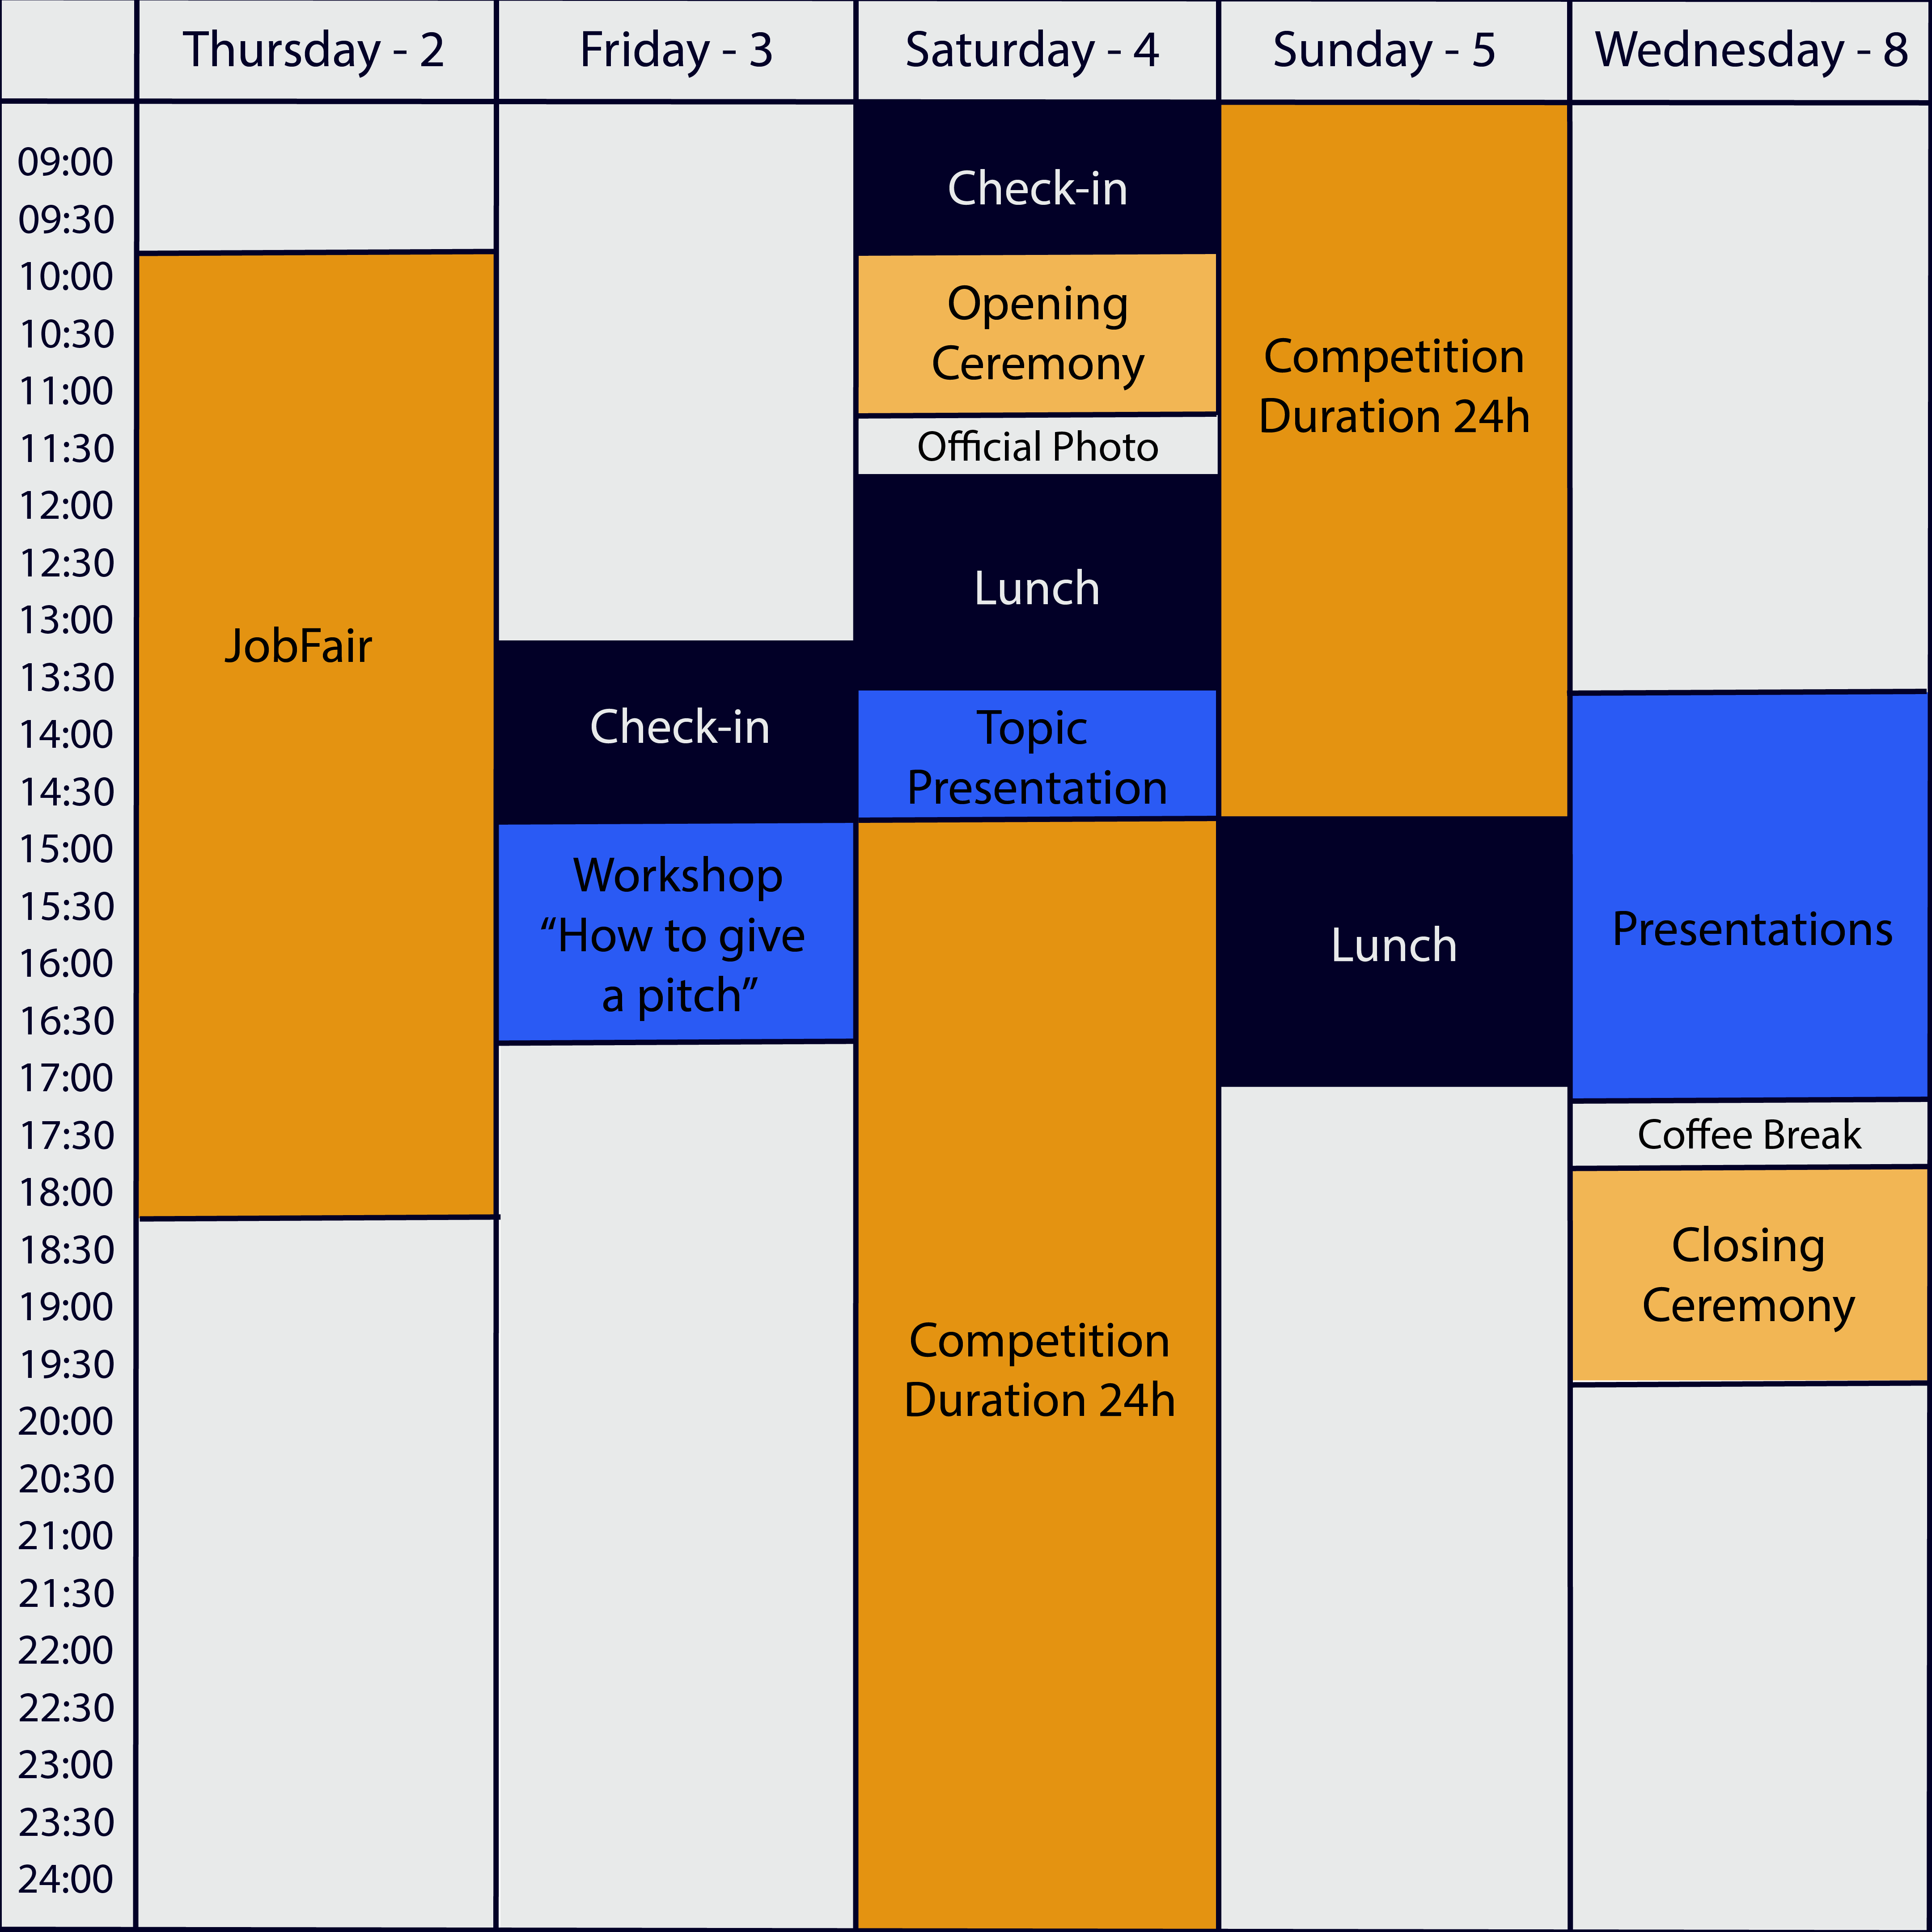 Thursday - 2
Friday - 3
Saturday - 4
Sunday - 5
Wednesday - 8
09:00
09:30
10:00
10:30
11:00
11:30
12:00
12:30
13:00
13:30
14:00
14:30
15:00
15:30
16:00
16:30
17:00
17:30
18:00
18:30
19:00
19:30
20:00
20:30
21:00
21:30
22:00
22:30
23:00
23:30
24:00
JobFair
Check-in
Workshop
“How to give
a pitch”
Check-in
Opening
Ceremony
Official Photo
Lunch
Topic
Presentation
Competition
Duration 24h
Competition
Duration 24h
Lunch
Presentations
Coffee Break
Closing
Ceremony